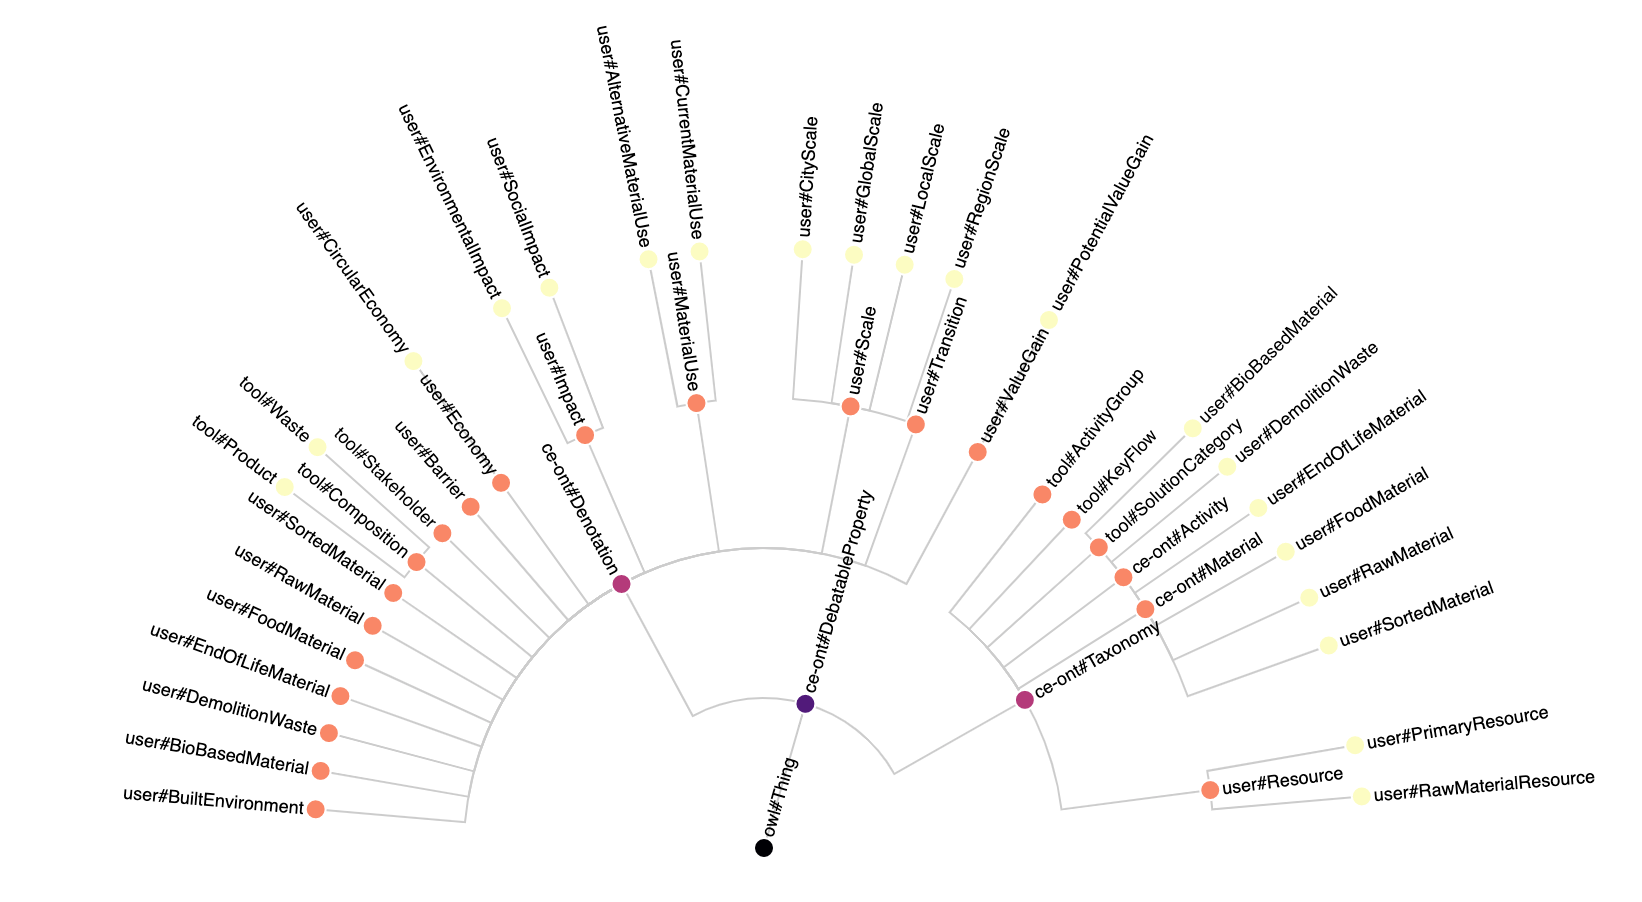 user#AlternativeMaterialUse
user#CurrentMaterialUse
user#EnvironmentalImpact
user#SocialImpact
user#CityScale
user#GlobalScale
user#LocalScale
user#RegionScale
user#PotentialValueGain
user#CircularEconomy
user#Economy
user#Impact
user#MaterialUse
user#Scale
user#Transition
user#ValueGain
tool#Waste
tool#Product
tool#Stakeholder
tool#Composition
user#Barrier
ce-ont#Denotation
user#SortedMaterial
user#RawMaterial
user#FoodMaterial
user#EndOfLifeMaterial
user#DemolitionWaste
user#BioBasedMaterial
user#BuiltEnvironment
ce-ont#DebatableProperty
owl#Thing
tool#ActivityGroup
tool#KeyFlow
tool#SolutionCategory
ce-ont#Activity
ce-ont#Material
ce-ont#Taxonomy
user#BioBasedMaterial
user#DemolitionWaste
user#EndOfLifeMaterial
user#FoodMaterial
user#RawMaterial
user#SortedMaterial
user#PrimaryResource
user#Resource
user#RawMaterialResource